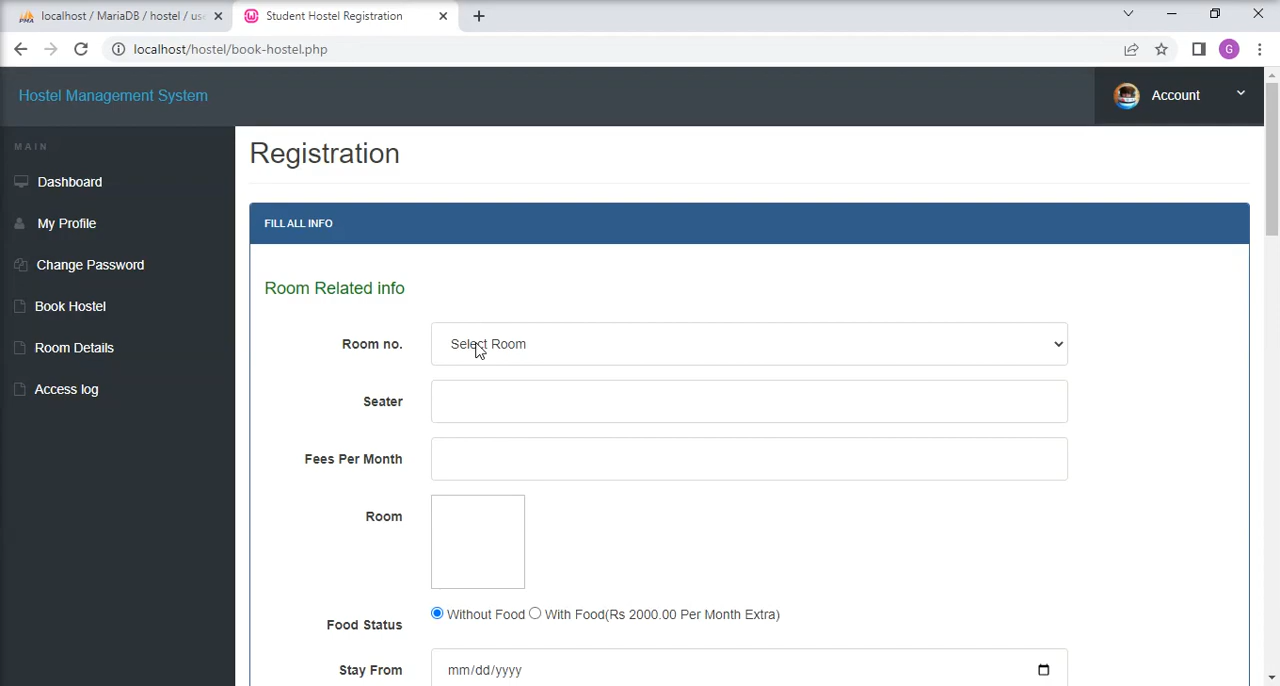 localhost / MariaDB / hostel / us
Student Hostel Registration
localhost/hostel/book-hostel.php
G
Hostel Management System
Account
MAIN
Dashboard
My Profile
Change Password
Book Hostel
Room Details
Access log
Registration
FILL ALL INFO
Room Related info
Room no.
Select Room
Seater
Fees Per Month
Room
Food Status
Without Food
With Food(Rs 2000.00 Per Month Extra)
Stay From
mm/dd/yyyy